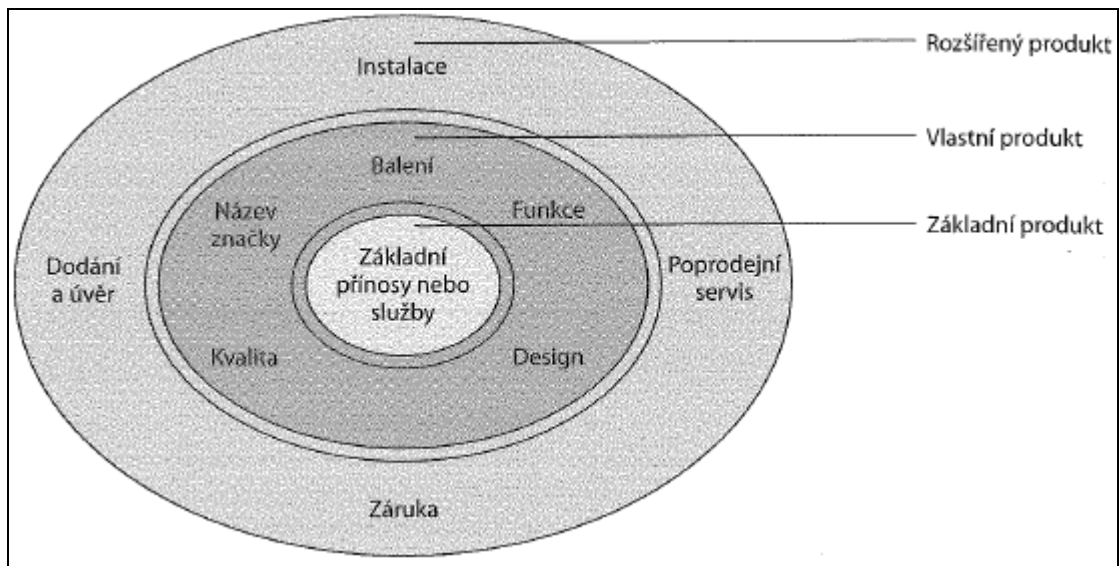 Rozšířený produkt
Instalace
Vlastní produkt
Balení
Název
značky
Funkce
Základní produkt
Základní
přínosy nebo
služby
Dodání
a úvěr
Poprodejní
servis
Kvalita
Design
Záruka